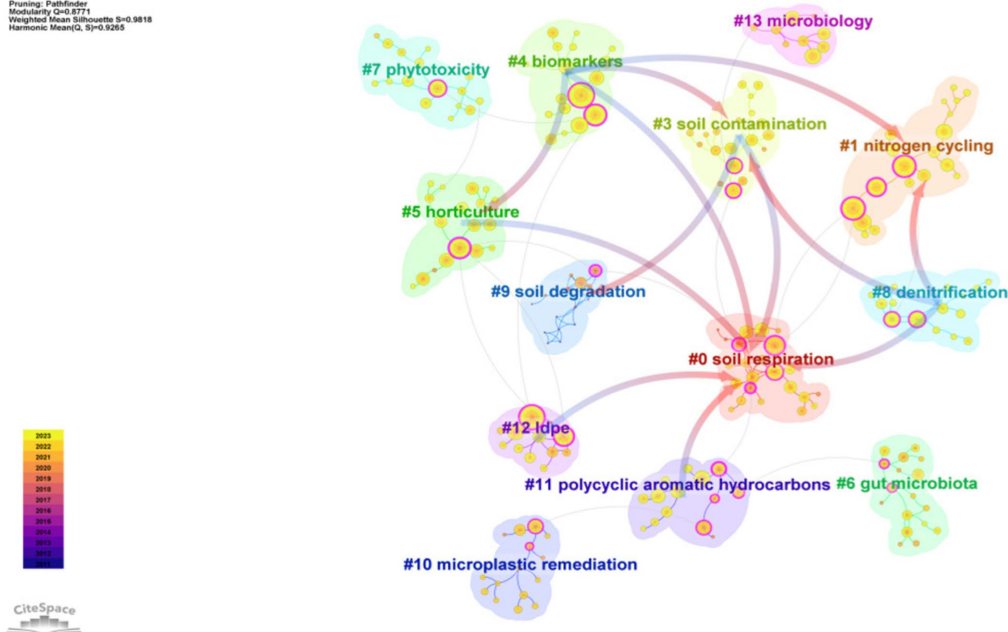 Pruning: Pathfinder
Modularity Q=0.8771
Weighted Mean Silhouette S=0.9818
Harmonic Mean(Q, S)=0.9265
#13 microbiology
#4 biomarkers
#7 phytotoxicity
#3 soil contamination
#1 nitrogen cycling
#5 horticulture
#9 soil degradation
#8 denitrification
#0 soil respiration
#12 ldpe
#11 polycyclic aromatic hydrocarbons
#6 gut microbiota
#10 microplastic remediation
2023
2022
2021
2020
2019
2018
2017
2016
2015
2014
2013
2012
2011
CiteSpace